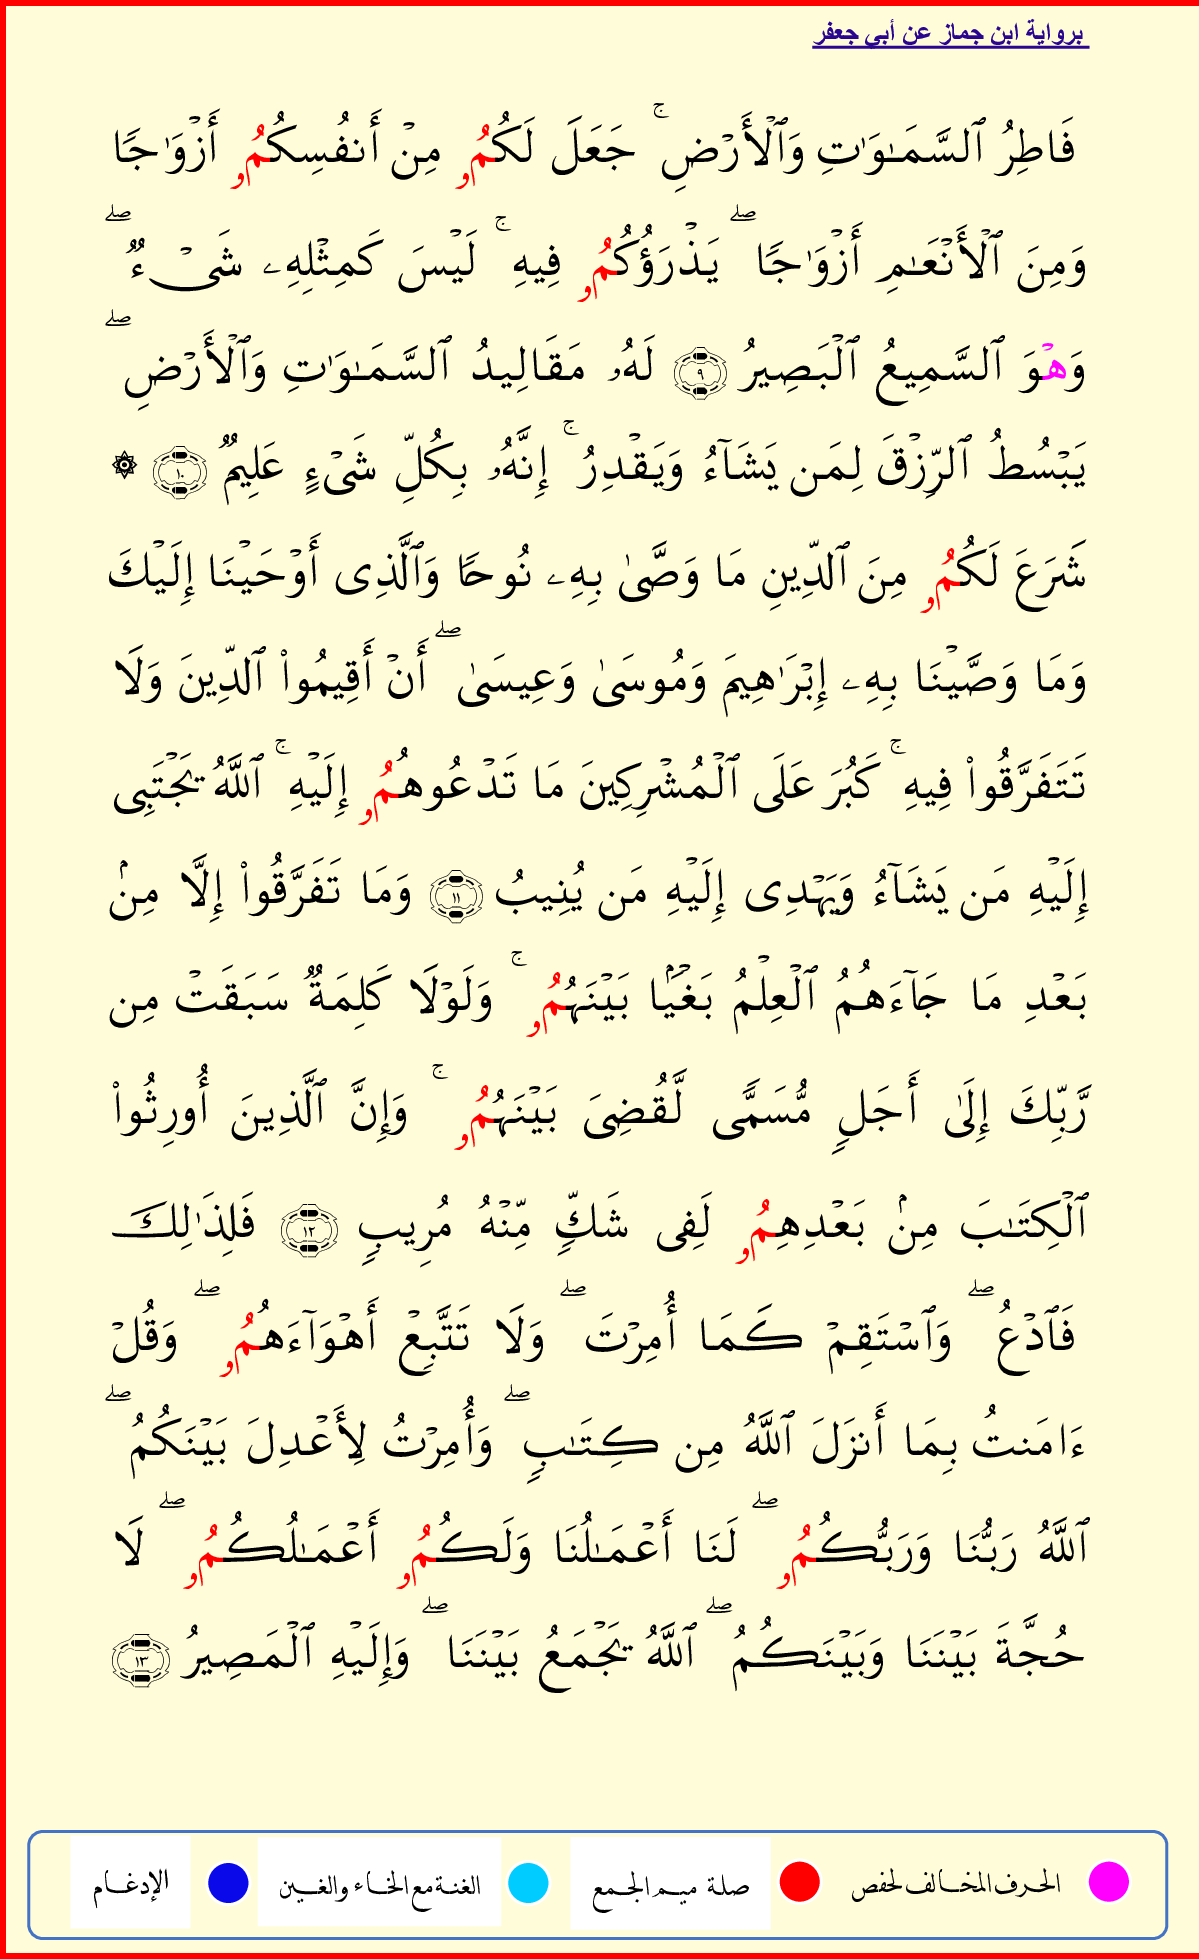 برواية ابن جماز عن أبي جعفر
فَاطِرُ ٱلسَّمَـٰوَٰتِ وَٱلۡأَرۡضِۚ جَعَلَ لَكُمُۥ مِنۡ أَنفُسِكُمُۥ أَزۡوَٰجٗا
وَمِنَ ٱلۡأَنۡعَـٰمِ أَزۡوَٰجٗاۖ يَذۡرَؤُكُمُۥ فِيهِۚ لَيۡسَ كَمِثۡلِهِۦ شَيۡءٞۖ
وَهۡوَ ٱلسَّمِيعُ ٱلۡبَصِيرُ ٩ لَهُۥ مَقَالِيدُ ٱلسَّمَـٰوَٰتِ وَٱلۡأَرۡضِۖ
يَبۡسُطُ ٱلرِّزۡقَ لِمَن يَشَآءُ وَيَقۡدِرُۚ إِنَّهُۥ بِكُلِّ شَيۡءٍ عَلِيمٞ ١٠ ۞
شَرَعَ لَكُمُۥ مِنَ ٱلدِّينِ مَا وَصَّىٰ بِهِۦ نُوحٗا وَٱلَّذِي أَوۡحَيۡنَا إِلَيۡكَ
وَمَا وَصَّيۡنَا بِهِۦ إِبۡرَٰهِيمَ وَمُوسَىٰ وَعِيسَىٰۖ أَنۡ أَقِيمُواْ ٱلدِّينَ وَلَا
تَتَفَرَّقُواْ فِيهِۚ كَبُرَ عَلَى ٱلۡمُشۡرِكِينَ مَا تَدۡعُوهُمُۥ إِلَيۡهِۚ ٱللَّهُ يَجۡتَبِي
إِلَيۡهِ مَن يَشَآءُ وَيَهۡدِي إِلَيۡهِ مَن يُنِيبُ ١١ وَمَا تَفَرَّقُواْ إِلَّا مِنۢ
بَعۡدِ مَا جَآءَهُمُ ٱلۡعِلۡمُ بَغۡيَۢا بَيۡنَهُمُۥۚ وَلَوۡلَا كَلِمَةٞ سَبَقَتۡ مِن
رَّبِّكَ إِلَىٰ أَجَلٖ مُّسَمّٗى لَّقُضِيَ بَيۡنَهُمُۥۚ وَإِنَّ ٱلَّذِينَ أُورِثُواْ
ٱلۡكِتَـٰبَ مِنۢ بَعۡدِهِمُۥ لَفِي شَكّٖ مِّنۡهُ مُرِيبٖ ١٢ فَلِذَٰلِكَ
فَٱدۡعُۖ وَٱسۡتَقِمۡ كَمَا أُمِرۡتَۖ وَلَا تَتَّبِعۡ أَهۡوَآءَهُمُۥۖ وَقُلۡ
ءَامَنتُ بِمَا أَنزَلَ ٱللَّهُ مِن كِتَـٰبٖۖ وَأُمِرۡتُ لِأَعۡدِلَ بَيۡنَكُمُۖ
ٱللَّهُ رَبُّنَا وَرَبُّكُمُۥۖ لَنَا أَعۡمَـٰلُنَا وَلَكُمُۥ أَعۡمَـٰلُكُمُۥۖ لَا
حُجَّةَ بَيۡنَنَا وَبَيۡنَكُمُۖ ٱللَّهُ يَجۡمَعُ بَيۡنَنَاۖ وَإِلَيۡهِ ٱلۡمَصِيرُ ١٣
الحرف المخالف لحفص صلة ميم الجمع الغنة مع الخاء والغين الإدغام